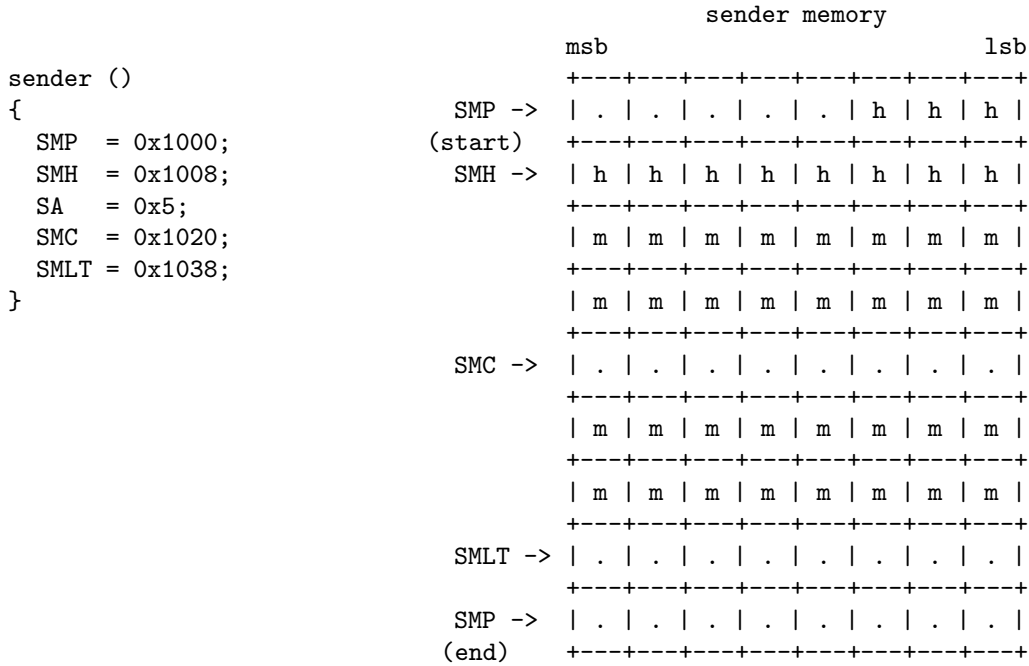 sender memory
                                                  msb                                 lsb
sender ()                                         +---+---+---+---+---+---+---+---+
{                                       SMP ->    | . | . | . | . | . | h | h | h |
  SMP  = 0x1000;                      (start)     +---+---+---+---+---+---+---+---+
  SMH  = 0x1008;                        SMH ->    | h | h | h | h | h | h | h | h |
  SA   = 0x5;                                     +---+---+---+---+---+---+---+---+
  SMC  = 0x1020;                                  | m | m | m | m | m | m | m | m |
  SMLT = 0x1038;                                  +---+---+---+---+---+---+---+---+
}                                                 | m | m | m | m | m | m | m | m |
                                                  +---+---+---+---+---+---+---+---+
                                        SMC ->    | . | . | . | . | . | . | . | . |
                                                  +---+---+---+---+---+---+---+---+
                                                  | m | m | m | m | m | m | m | m |
                                                  +---+---+---+---+---+---+---+---+
                                                  | m | m | m | m | m | m | m | m |
                                                  +---+---+---+---+---+---+---+---+
                                        SMLT ->   | . | . | . | . | . | . | . | . |
                                                  +---+---+---+---+---+---+---+---+
                                        SMP ->    | . | . | . | . | . | . | . | . |
                                       (end)      +---+---+---+---+---+---+---+---+